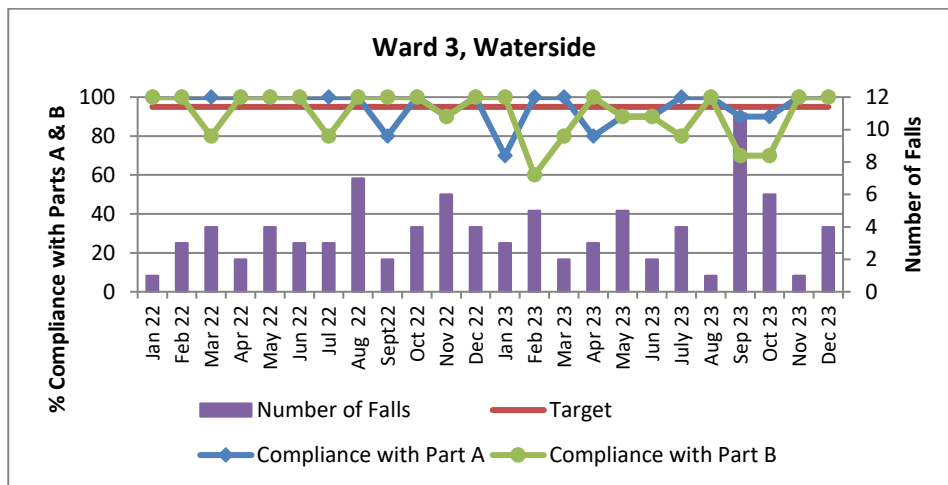 Ward 3, Waterside
% Compliance with Parts A & B
100
80
60
40
20
0
12
10
8
6
4
2
0
Number of Falls
Jan 22
Feb 22
Mar 22
Apr 22
May 22
Jun 22
Jul 22
Aug 22
Sept22
Oct 22
Nov 22
Dec 22
Jan 23
Feb 23
Mar 23
Apr 23
May 23
Jun 23
July 23
Aug 23
Sep 23
Oct 23
Nov 23
Dec 23
Number of Falls
Target
Compliance with Part A
Compliance with Part B